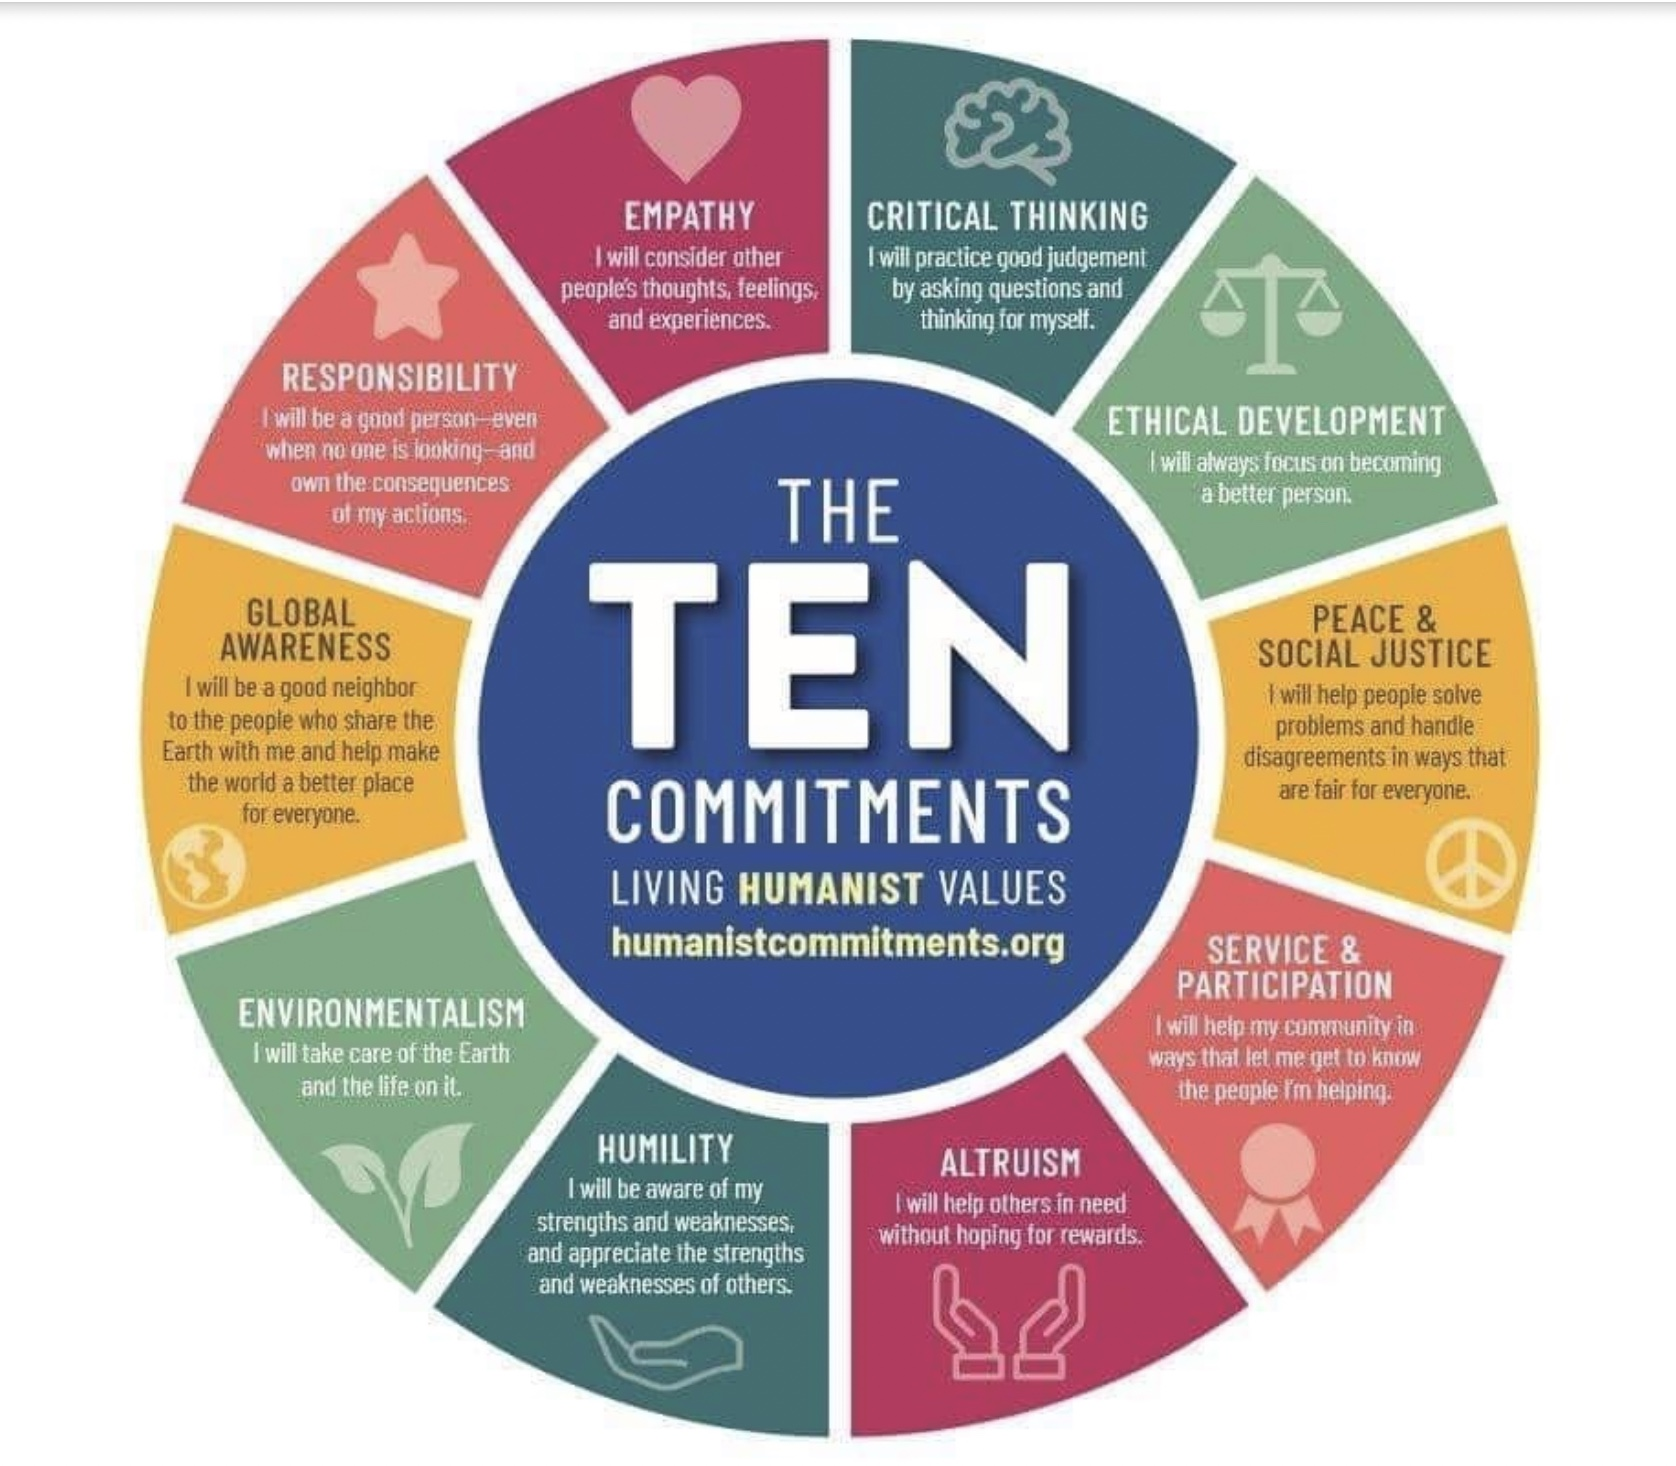 THE
TEN
COMMITMENTS
LIVING HUMANIST VALUES
humanistcommitments.org
CRITICAL THINKING
I will practice good judgement
by asking questions and
thinking for myself.
ETHICAL DEVELOPMENT
I will always focus on becoming
a better person.
PEACE &
SOCIAL JUSTICE
I will help people solve
problems and handle
disagreements in ways that
are fair for everyone.
SERVICE &
PARTICIPATION
I will help my community in
ways that let me get to know
the people I'm helping.
ALTRUISM
I will help others in need
without hoping for rewards.
HUMILITY
I will be aware of my
strengths and weaknesses,
and appreciate the strengths
and weaknesses of others.
ENVIRONMENTALISM
I will take care of the Earth
and the life on it.
GLOBAL
AWARENESS
I will be a good neighbor
to the people who share the
Earth with me and help make
the world a better place
for everyone.
RESPONSIBILITY
I will be a good person—even
when no one is looking—and
own the consequences
of my actions.
EMPATHY
I will consider other
people's thoughts, feelings,
and experiences.